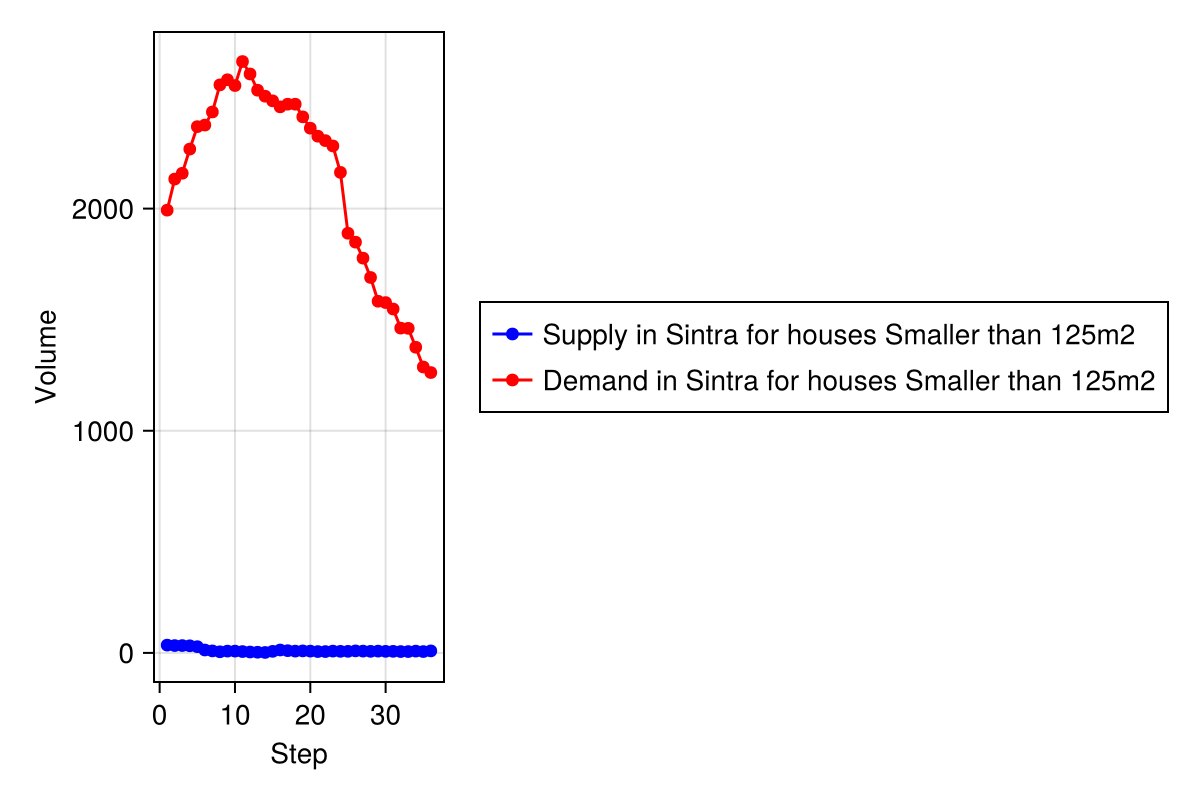 2000
1000
0
Volume
0 10 20 30
Step
Supply in Sintra for houses Smaller than 125m2
Demand in Sintra for houses Smaller than 125m2